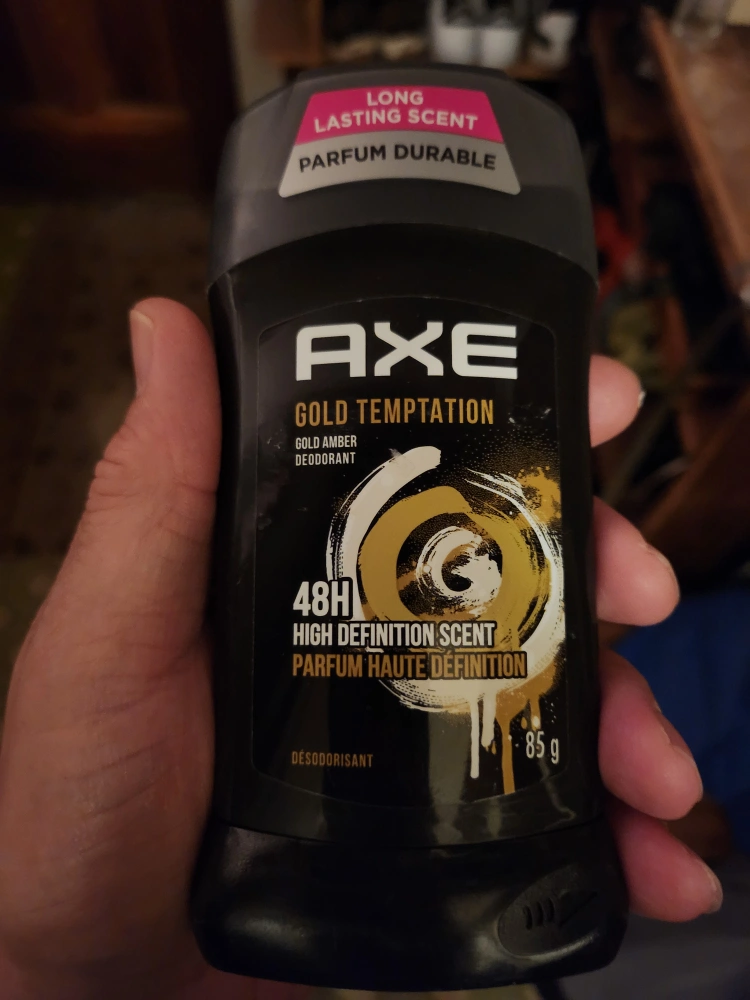 LONG
LASTING SCENT
PARFUM DURABLE
AXE
GOLD TEMPTATION
GOLD AMBER
DEODORANT
48H
HIGH DEFINITION SCENT
PARFUM HAUTE DÉFINITION
DÉSODORISANT
85 g